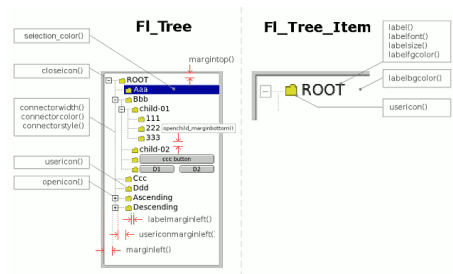 Fl_Tree
Fl_Tree_Item
selection_color()
margintop()
closeicon()
ROOT
Aaa
Bbb
child-01
111
222
openchild_marginbottom()
333
child-02
ccc button
D1 D2
Ccc
Ddd
Ascending
Descending
connectorwidth()
connectorcolor()
connectorstyle()
usericon()
openicon()
labelmarginleft()
usericonmarginleft()
marginleft()
label()
labelfont()
labelsize()
labelfgcolor()
labelbgcolor()
ROOT
usericon()